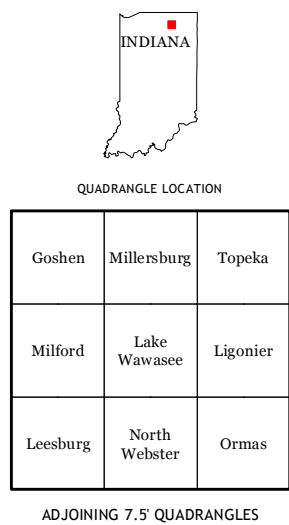 INDIANA
QUADRANGLE LOCATION
Goshen Millersburg Topeka
Milford Lake Wawasee Ligonier
Leesburg North Webster Ormas
ADJOINING 7.5' QUADRANGLES